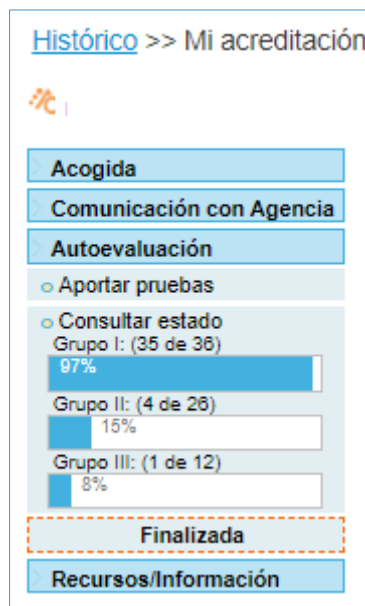 Histórico >> Mi acreditación
Acogida
Comunicación con Agencia
Autoevaluación
Aportar pruebas
Consultar estado
Grupo I: (35 de 36)
97%
Grupo II: (4 de 26)
15%
Grupo III: (1 de 12)
8%
Finalizada
Recursos/Información